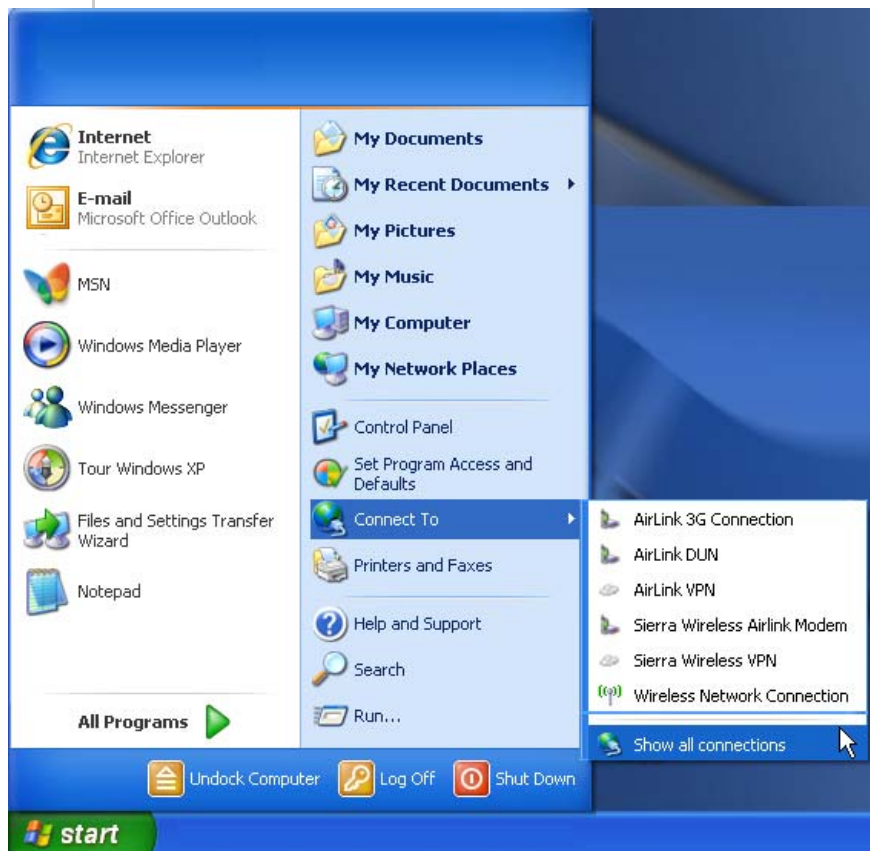 Internet
Internet Explorer
E-mail
Microsoft Office Outlook
MSN
Windows Media Player
Windows Messenger
Tour Windows XP
Files and Settings Transfer
Wizard
Notepad
All Programs
My Documents
My Recent Documents
My Pictures
My Music
My Computer
My Network Places
Control Panel
Set Program Access and
Defaults
Connect To
Printers and Faxes
Help and Support
Search
Run...
AirLink 3G Connection
AirLink DUN
AirLink VPN
Sierra Wireless Airlink Modem
Sierra Wireless VPN
Wireless Network Connection
Show all connections
Undock Computer
Log Off
Shut Down
start